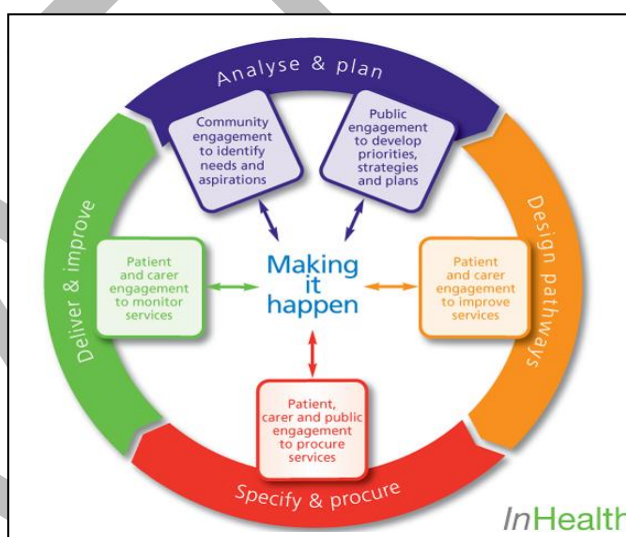 Analyse & plan
Community
engagement
to identify
needs and
aspirations
Public
engagement
to develop
priorities,
strategies
and plans
Design pathways
Patient
and carer
engagement
to improve
services
Specify & procure
Patient,
carer and public
engagement
to procure
services
Deliver & improve
Patient
and carer
engagement
to monitor
services
Making
it
happen
InHealth